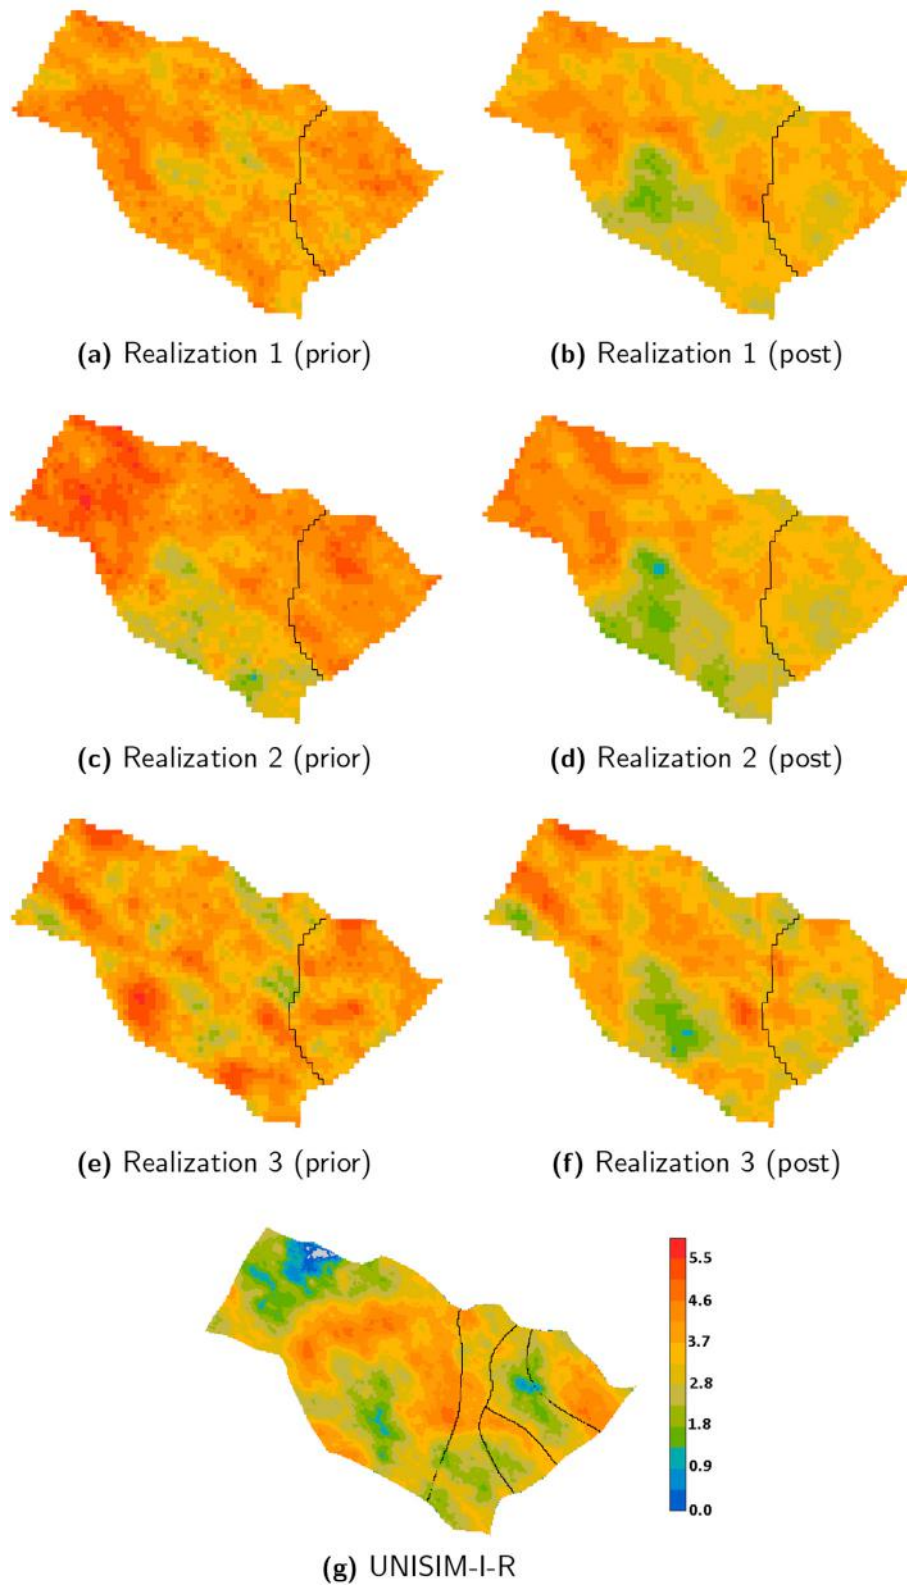 (a) Realization 1 (prior)
(b) Realization 1 (post)
(c) Realization 2 (prior)
(d) Realization 2 (post)
(e) Realization 3 (prior)
(f) Realization 3 (post)
5.5
4.6
3.7
2.8
1.8
0.9
0.0
(g) UNISIM-I-R